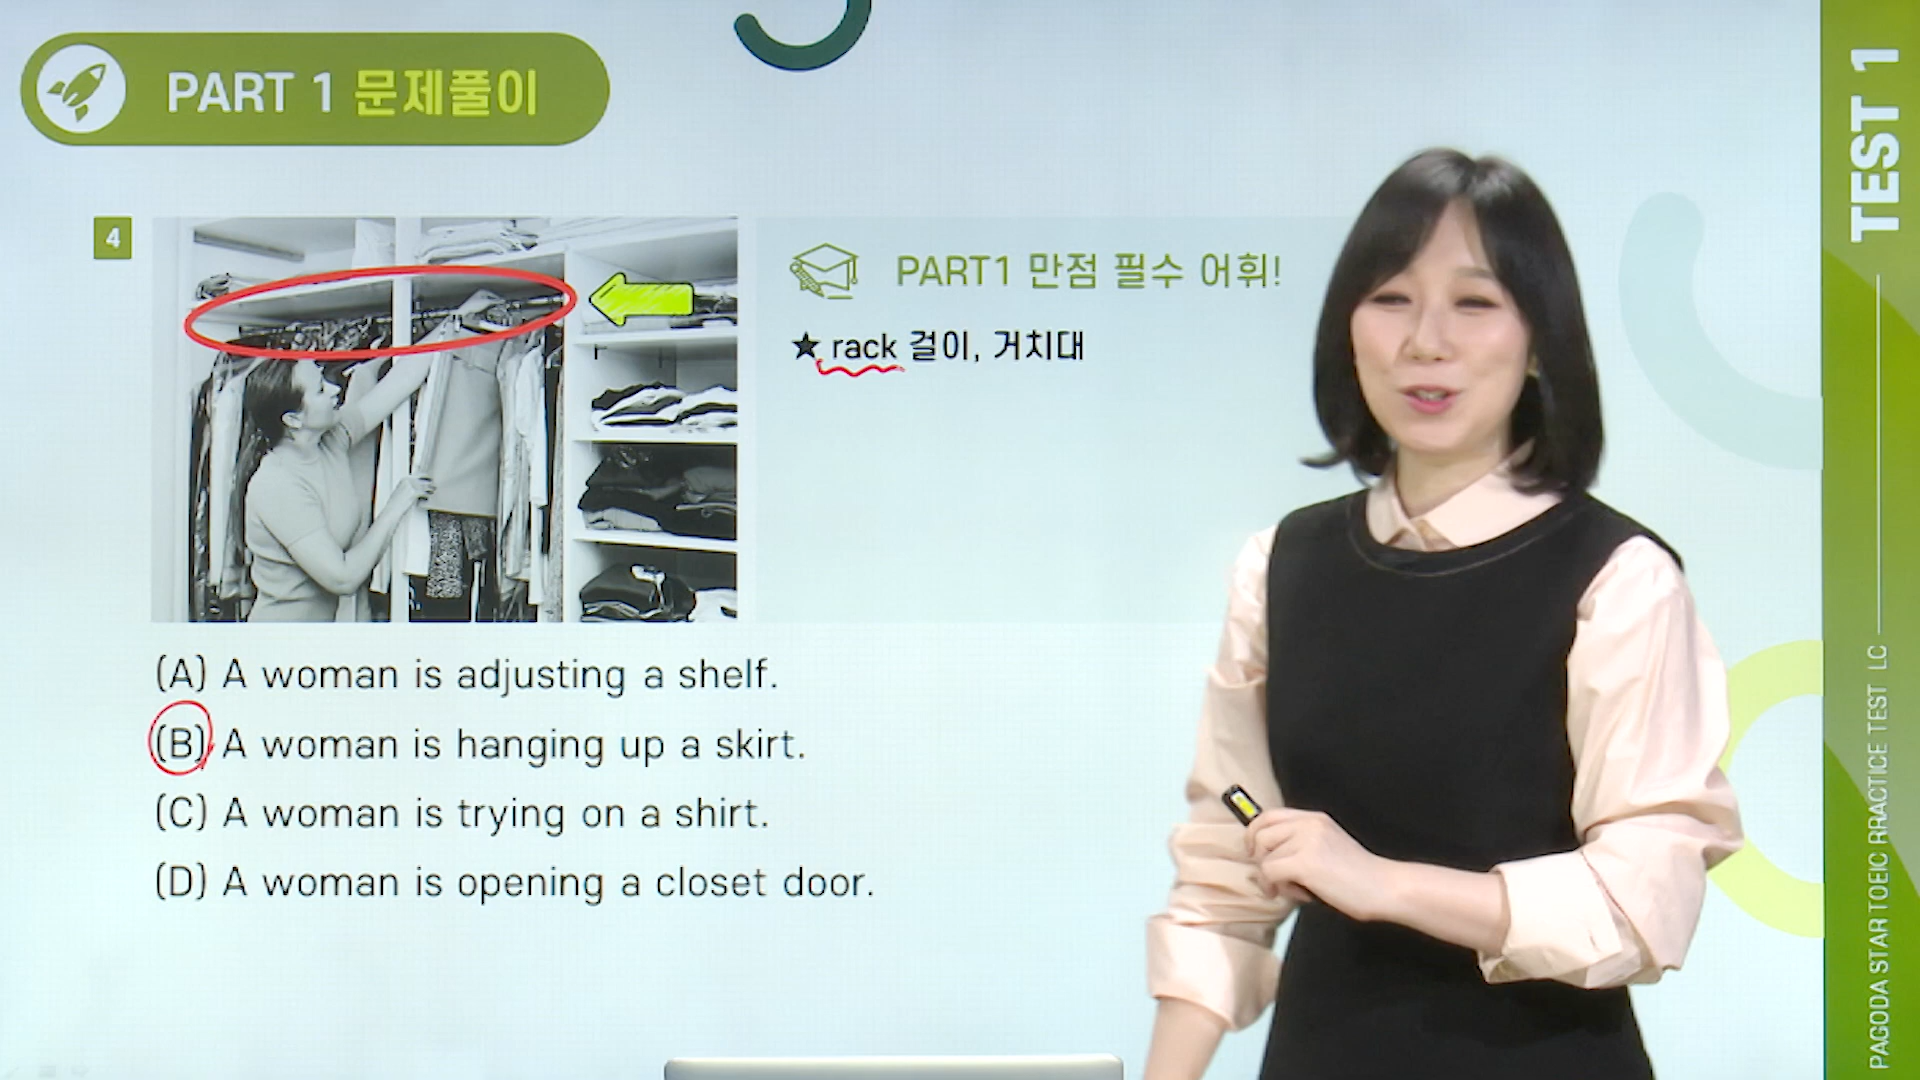 PART 1 문제풀이
TEST 1
4
PART1 만점 필수 어휘!
★ rack 걸이, 거치대
(A) A woman is adjusting a shelf.
(B) A woman is hanging up a skirt.
(C) A woman is trying on a shirt.
(D) A woman is opening a closet door.
PAGODA STAR TOEIC RRACTICE TEST LC